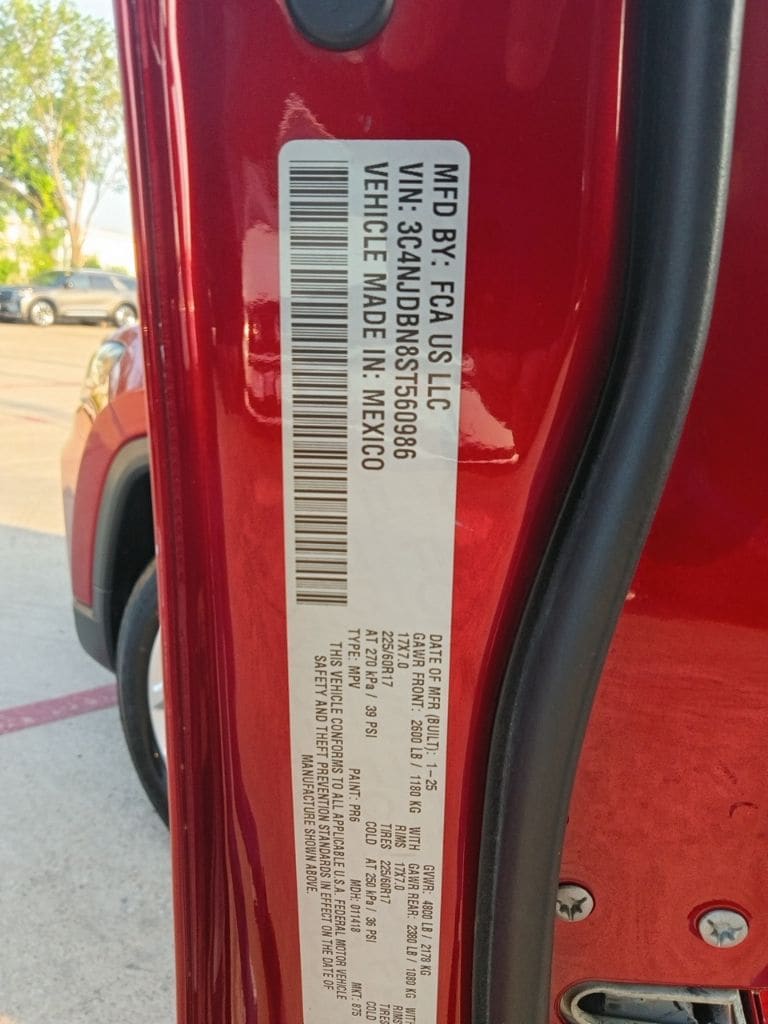 MFD BY: FCA US LLC
VIN: 3C4NJDBN8ST560986
VEHICLE MADE IN: MEXICO
DATE OF MFR (BUILT): 1-25 GVWR: 4800 LB / 2178 KG
GAWR FRONT: 2600 LB / 1180 KG WITH GAWR REAR: 2380 LB / 1080 KG WITH
17X7.0 RIMS 17X7.0 RIMS
225/60R17 TIRES 225/60R17 TIRES
AT 270 kPa / 39 PSI COLD AT 250 kPa / 36 PSI COLD
TYPE: MPV PAINT: PR6 MDH: 011418 MKT: 875
THIS VEHICLE CONFORMS TO ALL APPLICABLE U.S.A. FEDERAL MOTOR VEHICLE
SAFETY AND THEFT PREVENTION STANDARDS IN EFFECT ON THE DATE OF
MANUFACTURE SHOWN ABOVE.